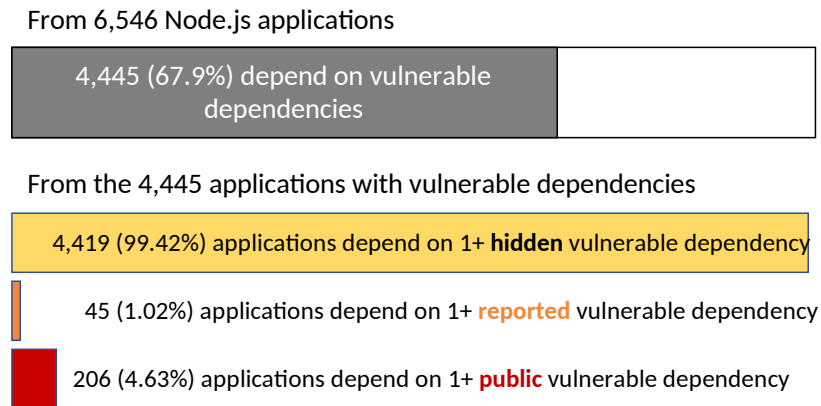 From 6,546 Node.js applications
4,445 (67.9%) depend on vulnerable
dependencies
From the 4,445 applications with vulnerable dependencies
4,419 (99.42%) applications depend on 1+ hidden vulnerable dependency
45 (1.02%) applications depend on 1+ reported vulnerable dependency
206 (4.63%) applications depend on 1+ public vulnerable dependency